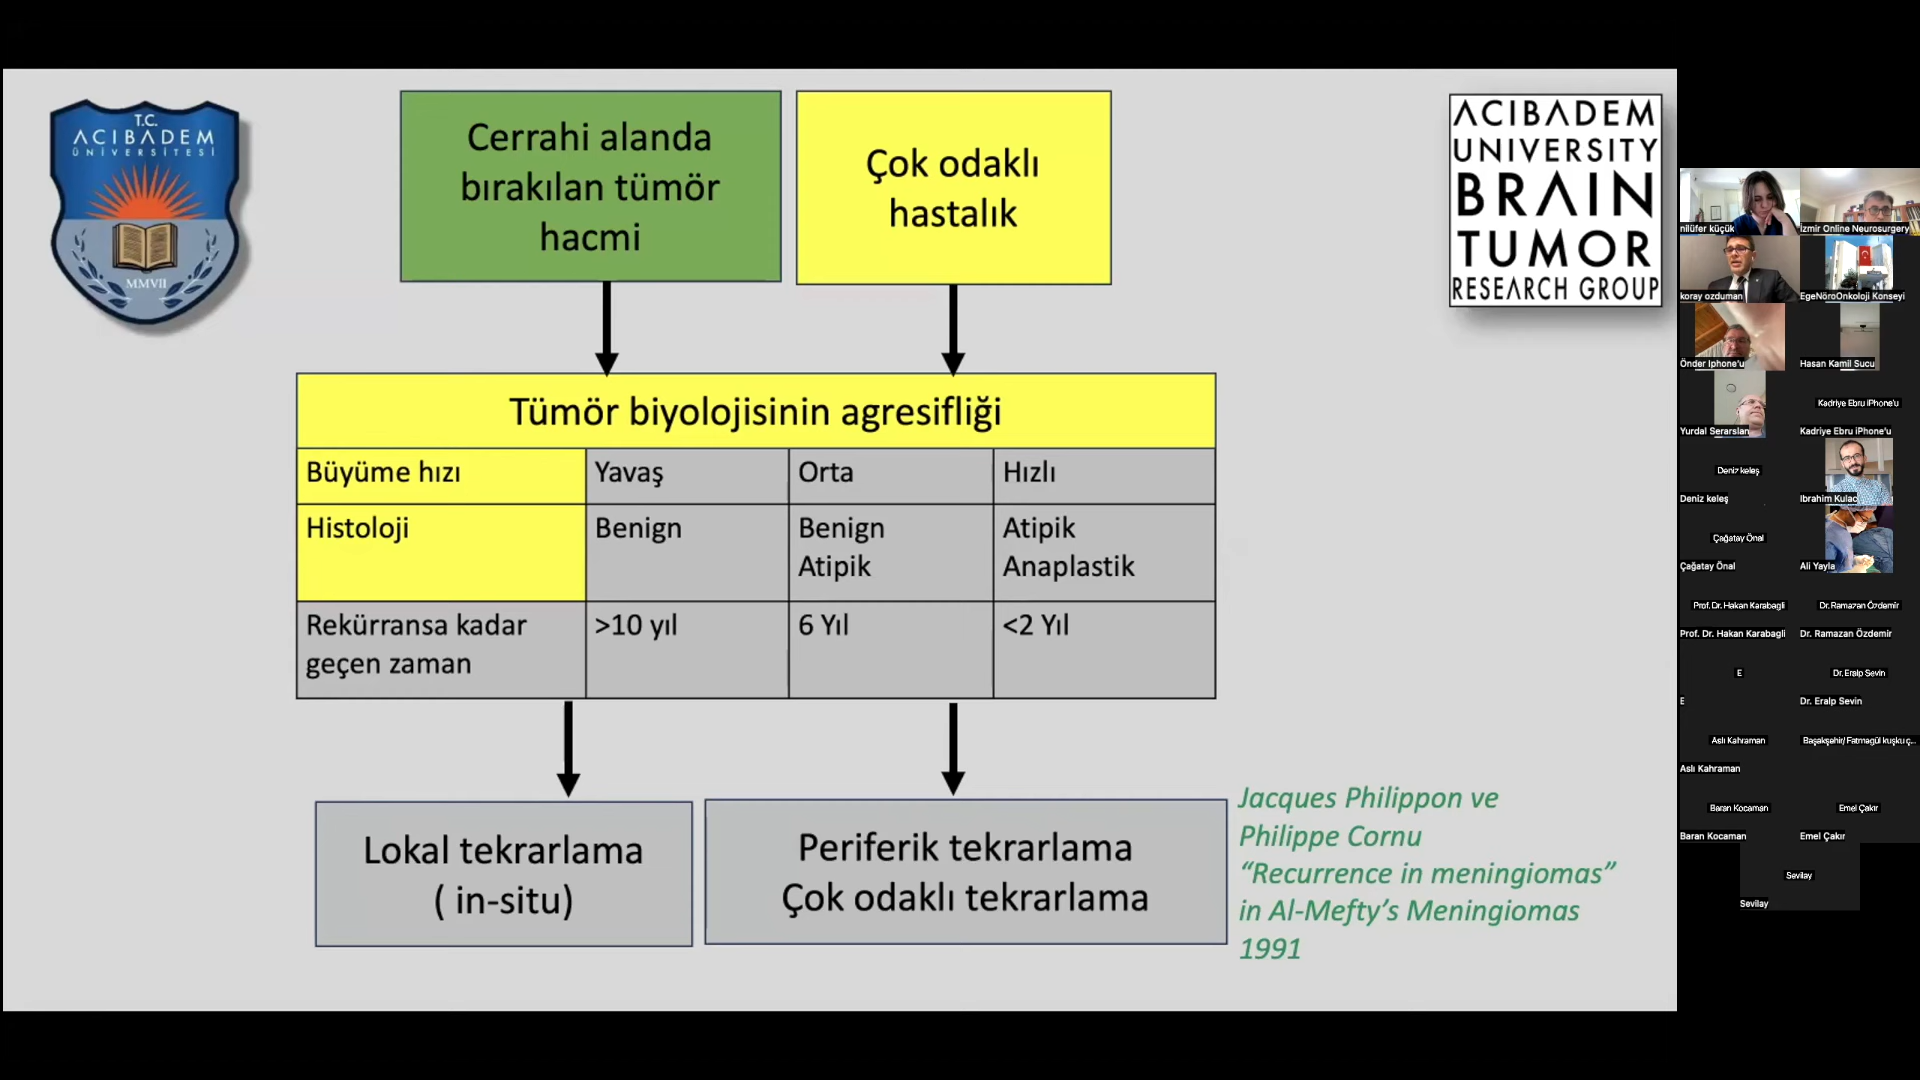 T.C.
ACIBADEM
ÜNİVERSİTESİ
MMVII
Cerrahi alanda
bırakılan tümör
hacmi
Çok odaklı
hastalık
ACIBADEM
UNIVERSITY
BRAIN
TUMOR
RESEARCH GROUP
Tümör biyolojisinin agresifliği
Büyüme hızı Yavaş Orta Hızlı
Histoloji Benign Benign Atipik
Atipik Anaplastik
Rekürransa kadar >10 yıl 6 Yıl <2 Yıl
geçen zaman
Lokal tekrarlama
( in-situ)
Periferik tekrarlama
Çok odaklı tekrarlama
Jacques Philippon ve
Philippe Cornu
“Recurrence in meningiomas”
in Al-Mefty’s Meningiomas
1991
nilüfer küçük İzmir Online Neurosurgery
koray ozduman EgeNöroOnkoloji Konseyi
Önder Iphone'u Hasan Kamil Sucu
Kadriye Ebru iPhone'u
Yurdal Serarslan Kadriye Ebru iPhone'u
Deniz keleş
Deniz keleş Ibrahim Kulac
Çağatay Önal
Çağatay Önal Ali Yayla
Prof. Dr. Hakan Karabagli Dr. Ramazan Özdemir
Prof. Dr. Hakan Karabagli Dr. Ramazan Özdemir
E Dr. Eralp Sevin
E Dr. Eralp Sevin
Aslı Kahraman Başakşehir/ Fatmagül kuşku ç...
Aslı Kahraman
Baran Kocaman Emel Çakır
Baran Kocaman Emel Çakır
Sevilay
Sevilay